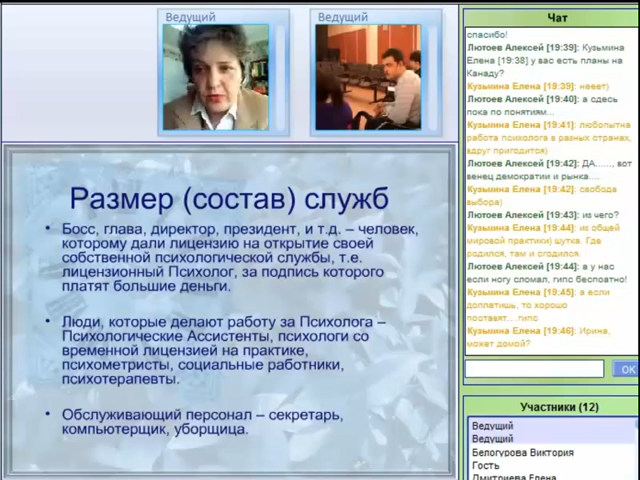 Ведущий
Ведущий
Размер (состав) служб
• Босс, глава, директор, президент, и т.д. – человек,
которому дали лицензию на открытие своей
собственной психологической службы, т.е.
лицензионный Психолог, за подпись которого
платят большие деньги.
• Люди, которые делают работу за Психолога –
Психологические Ассистенты, психологи со
временной лицензией на практике,
психометристы, социальные работники,
психотерапевты.
• Обслуживающий персонал – секретарь,
компьютерщик, уборщица.
Чат
спасибо!
Лютоев Алексей [19:39]: Кузьмина
Елена [19:38] у вас есть планы на
Канаду?
Кузьмина Елена [19:39]: нееет)
Лютоев Алексей [19:40]: а сдесь
пока по понятиям...
Кузьмина Елена [19:41]: любопытна
работа психолога в разных странах,
вдруг пригодится)
Лютоев Алексей [19:42]: ДА......, вот
венец демократии и рынка....
Кузьмина Елена [19:42]: свобода
выбора)
Лютоев Алексей [19:43]: из чего?
Кузьмина Елена [19:44]: из общей
мировой практики) шутка. Где
родился, там и сгодился.
Лютоев Алексей [19:44]: а у нас
если ногу сломал, гипс бесплатно!
Кузьмина Елена [19:45]: а если
доплатишь, то хорошо
поставят....гипс
Кузьмина Елена [19:46]: Ирина,
может домой?
ОК
Участники (12)
Ведущий
Ведущий
Белогурова Виктория
Гость
Дмитриева Елена